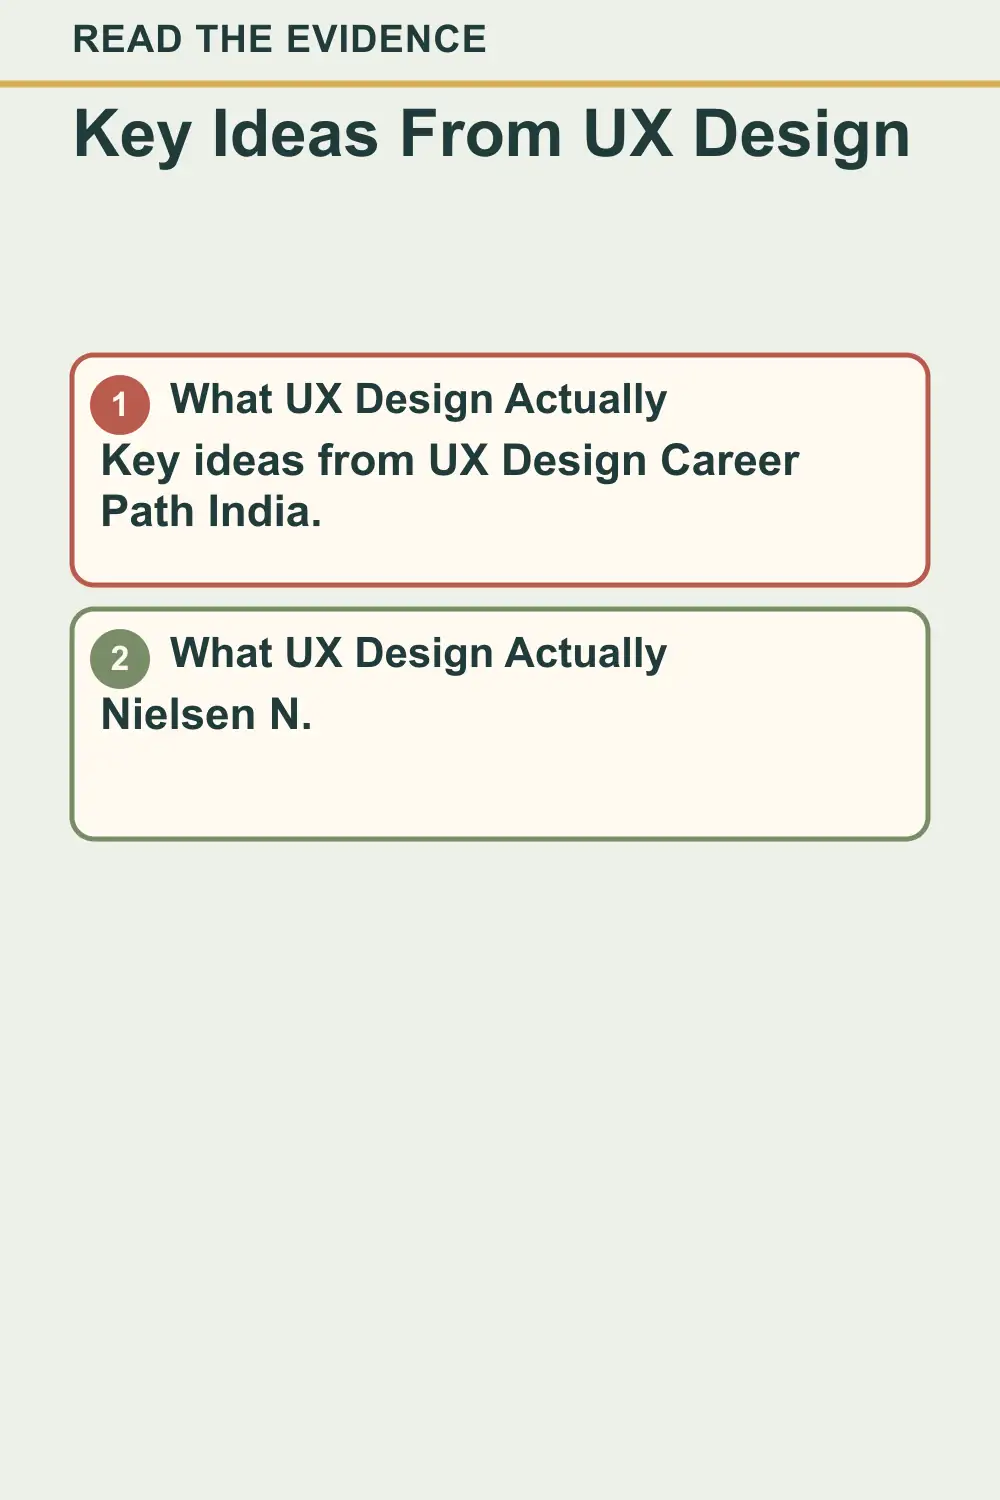 READ THE EVIDENCE
Key Ideas From UX Design
1 What UX Design Actually
Key ideas from UX Design Career
Path India.
2 What UX Design Actually
Nielsen N.